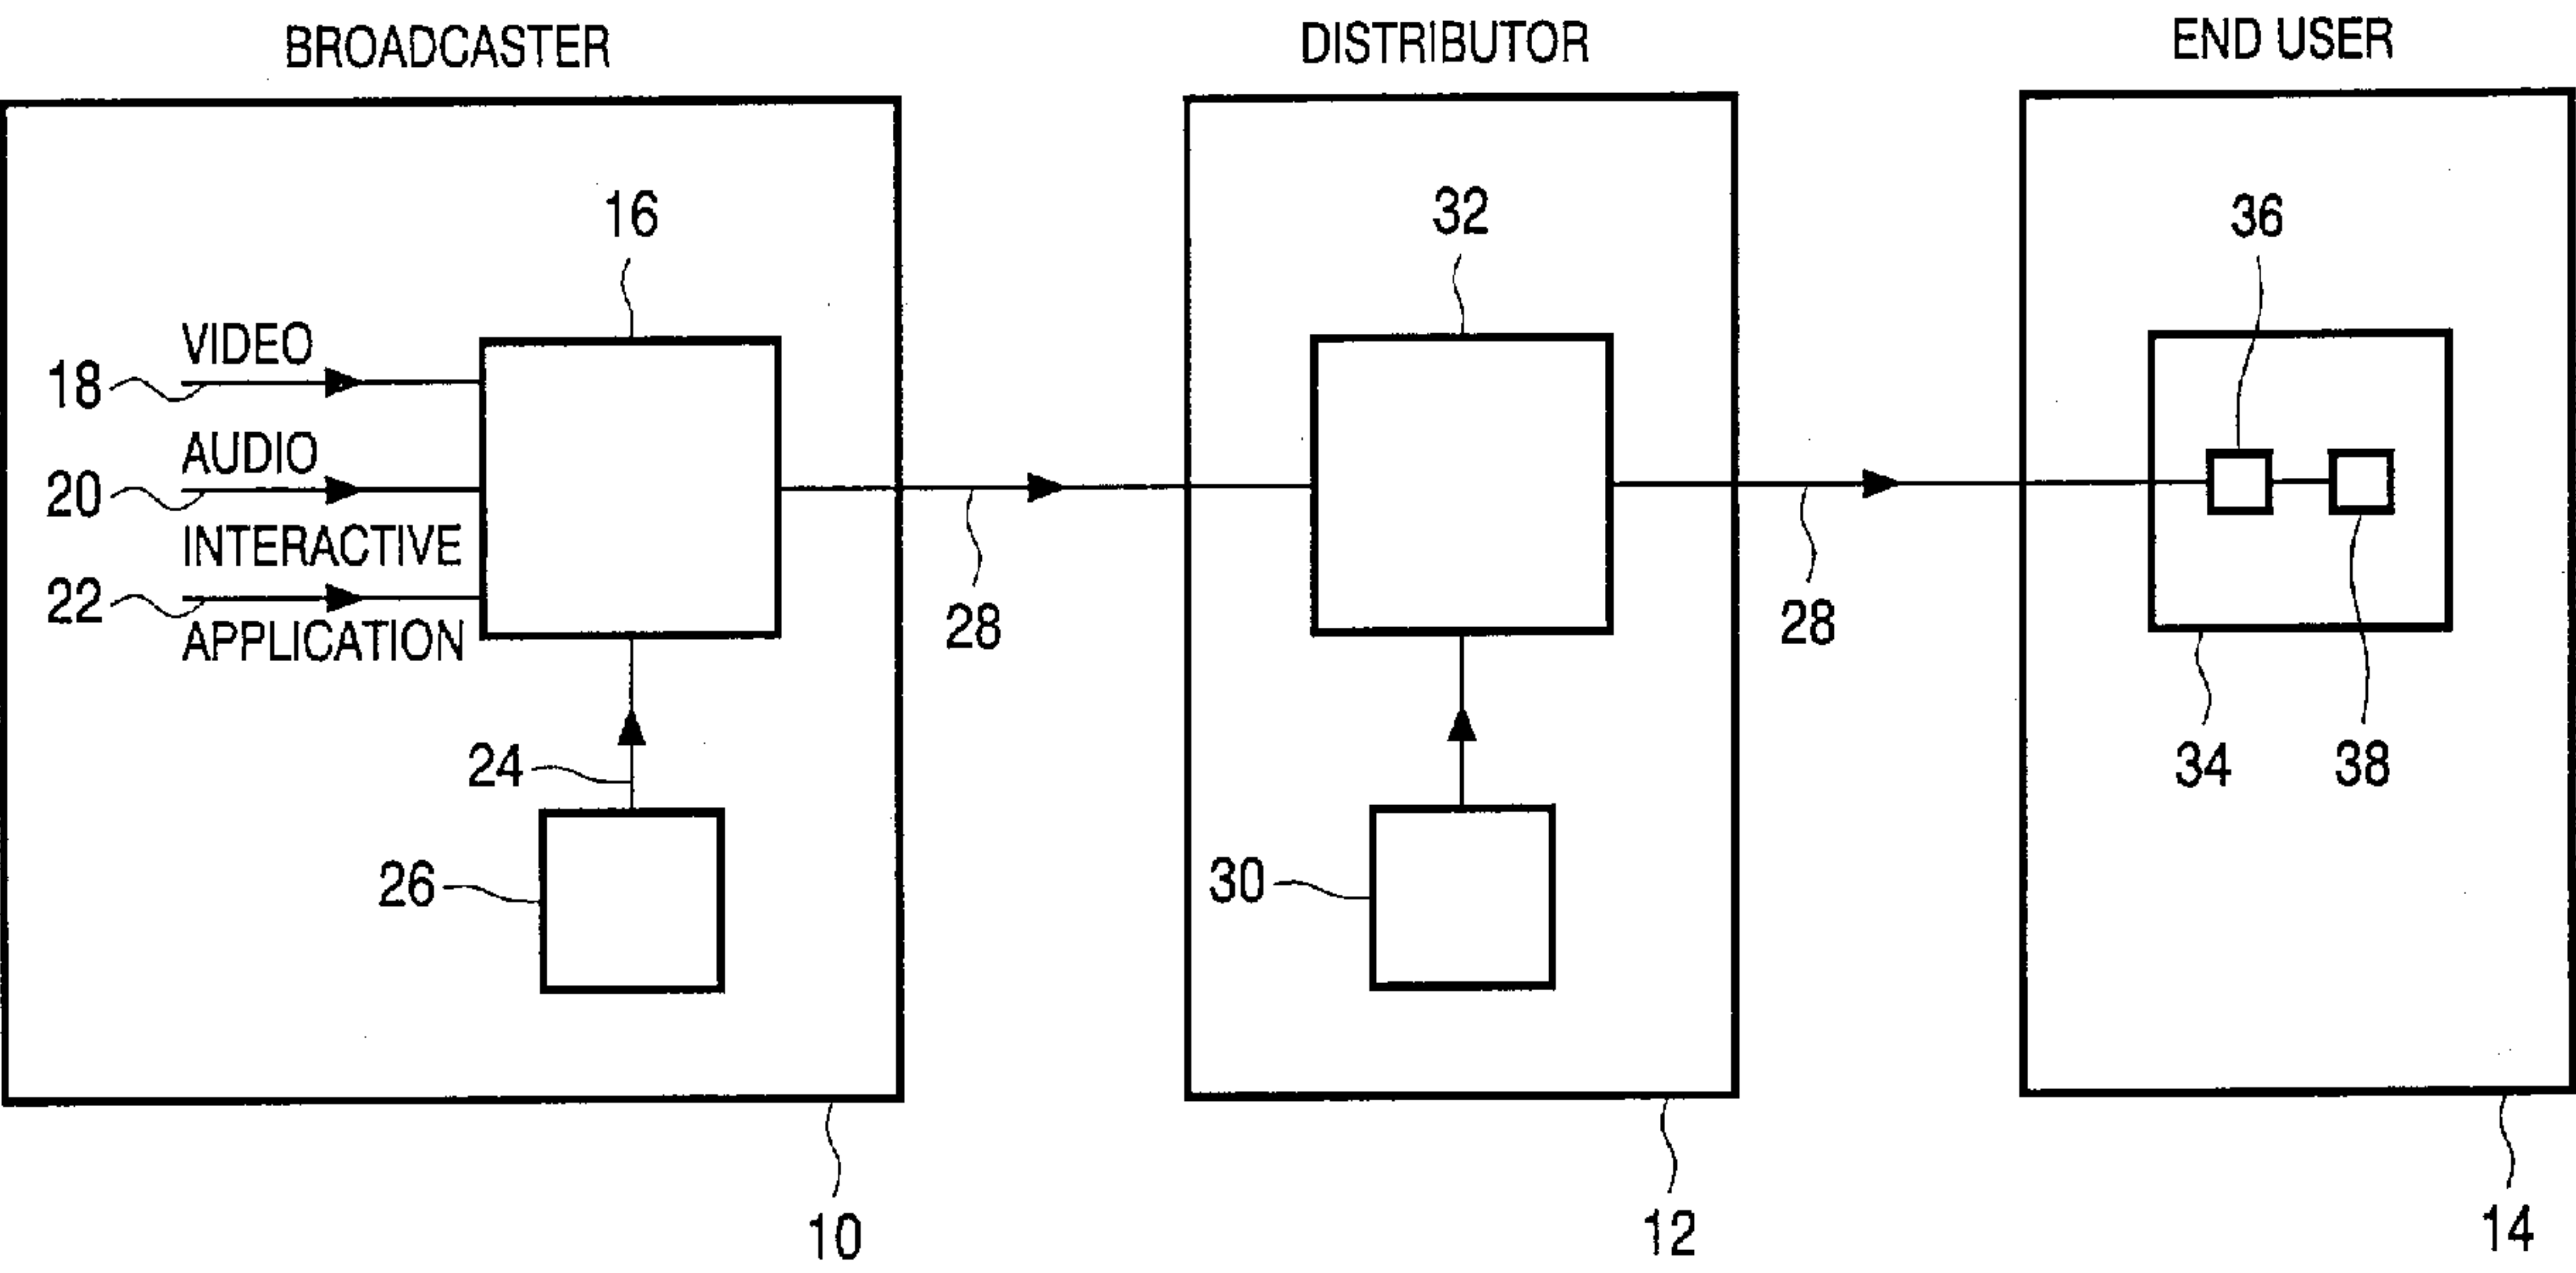 BROADCASTER
DISTRIBUTOR
END USER
16
32
36
VIDEO
18
AUDIO
20
INTERACTIVE
22
APPLICATION
28
28
24
34
38
26
30
10
12
14